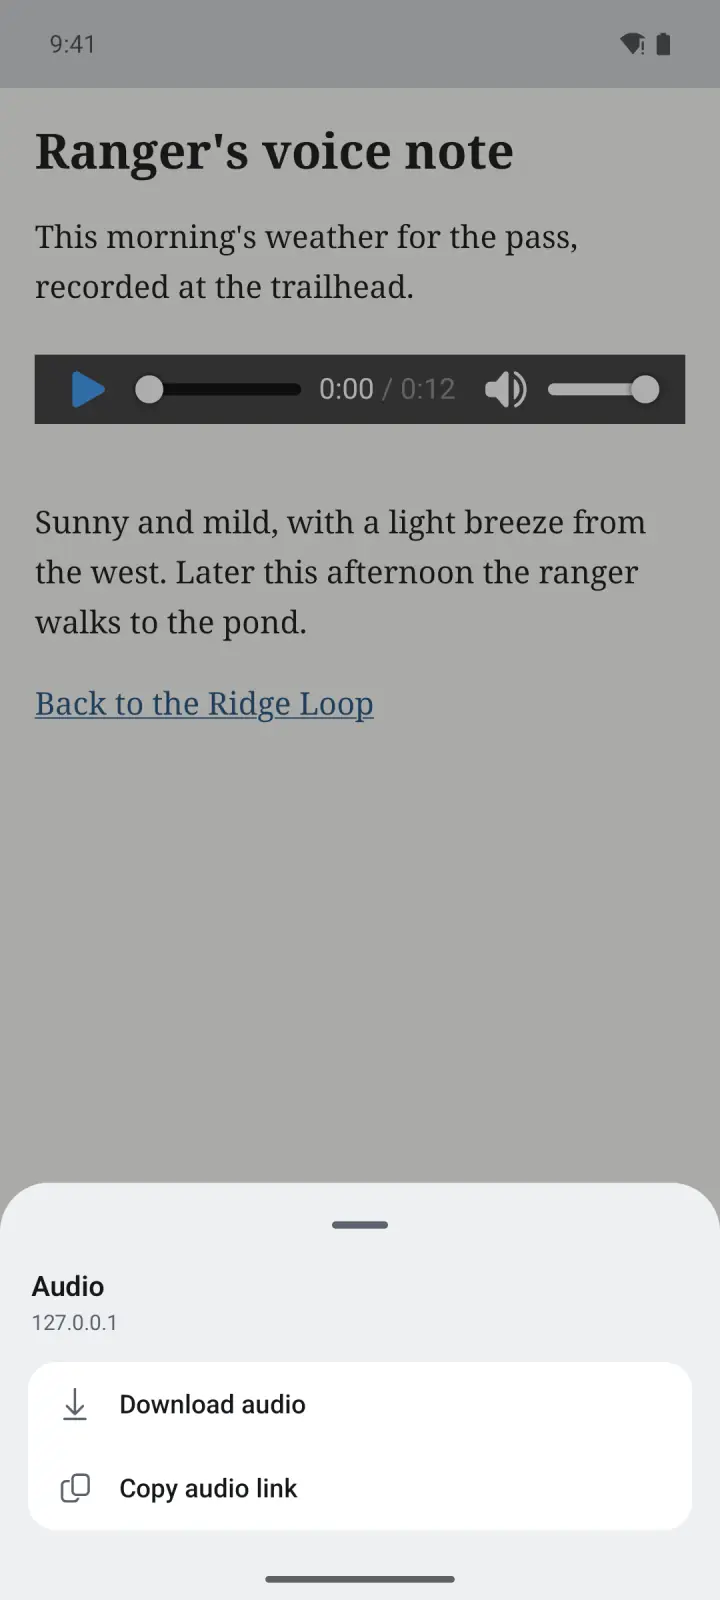 9:41
Ranger's voice note
This morning's weather for the pass,
recorded at the trailhead.
0:00 / 0:12
Sunny and mild, with a light breeze from
the west. Later this afternoon the ranger
walks to the pond.
Back to the Ridge Loop
Audio
127.0.0.1
Download audio
Copy audio link